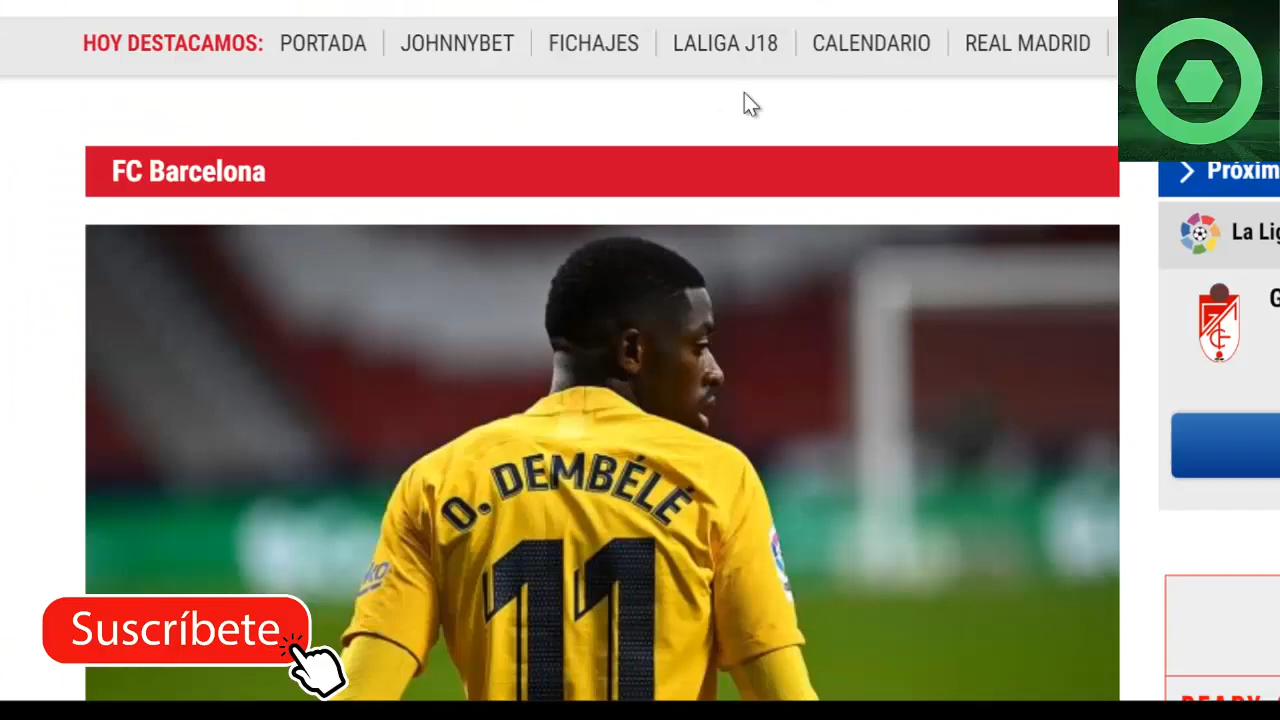 HOY DESTACAMOS: PORTADA JOHNNYBET FICHAJES LALIGA J18 CALENDARIO REAL MADRID
FC Barcelona
Próxim
La Lig
G
O. DEMBÉLÉ
11
Suscríbete